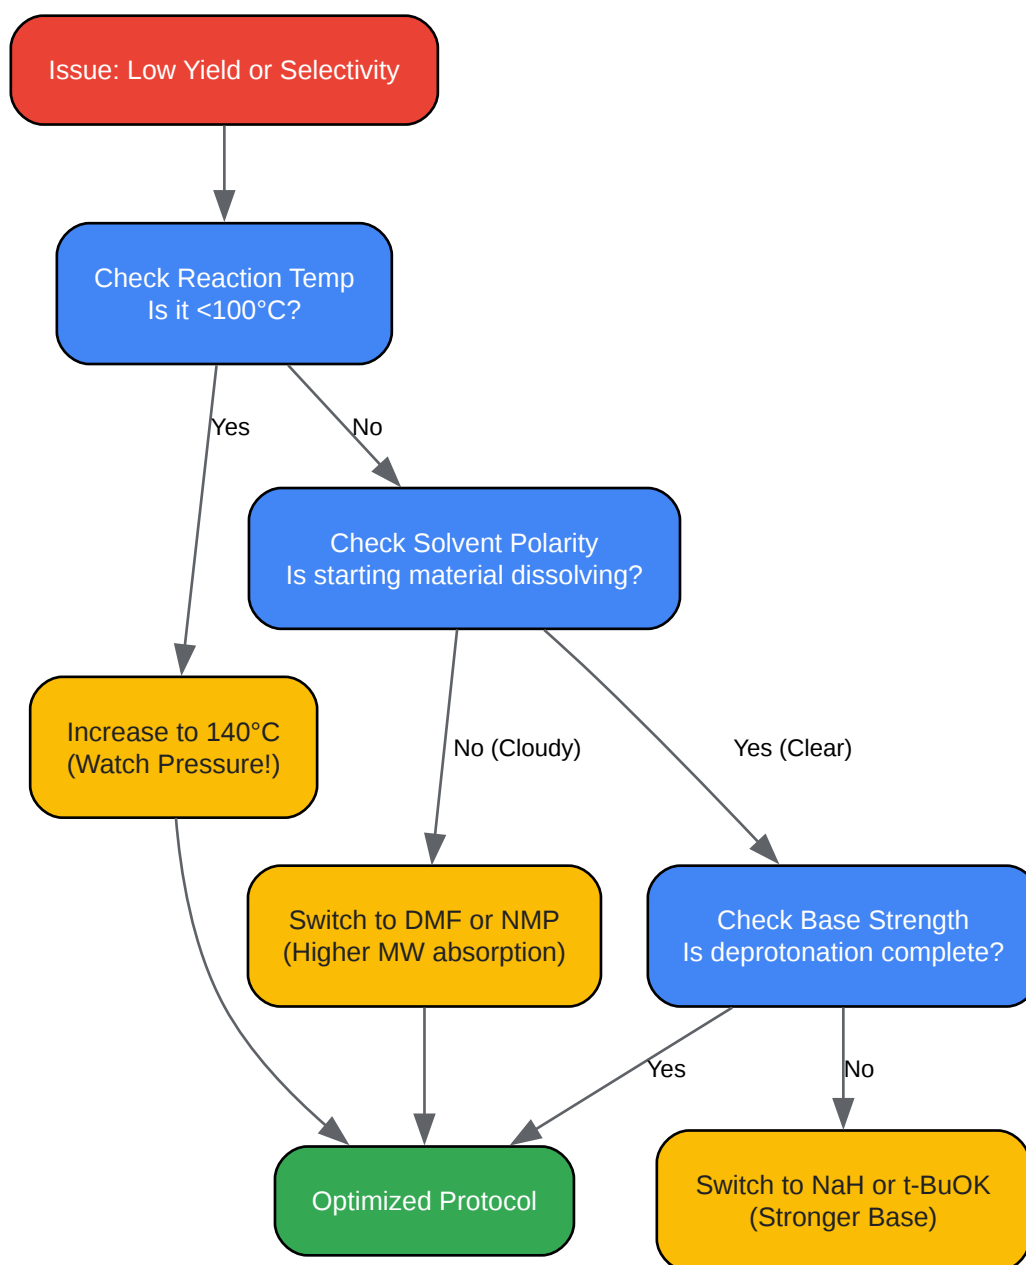 Issue: Low Yield or Selectivity
Check Reaction Temp
Is it <100°C?
Yes
No
Check Solvent Polarity
Is starting material dissolving?
Increase to 140°C
(Watch Pressure!)
No (Cloudy)
Yes (Clear)
Switch to DMF or NMP
(Higher MW absorption)
Check Base Strength
Is deprotonation complete?
Yes
No
Optimized Protocol
Switch to NaH or t-BuOK
(Stronger Base)